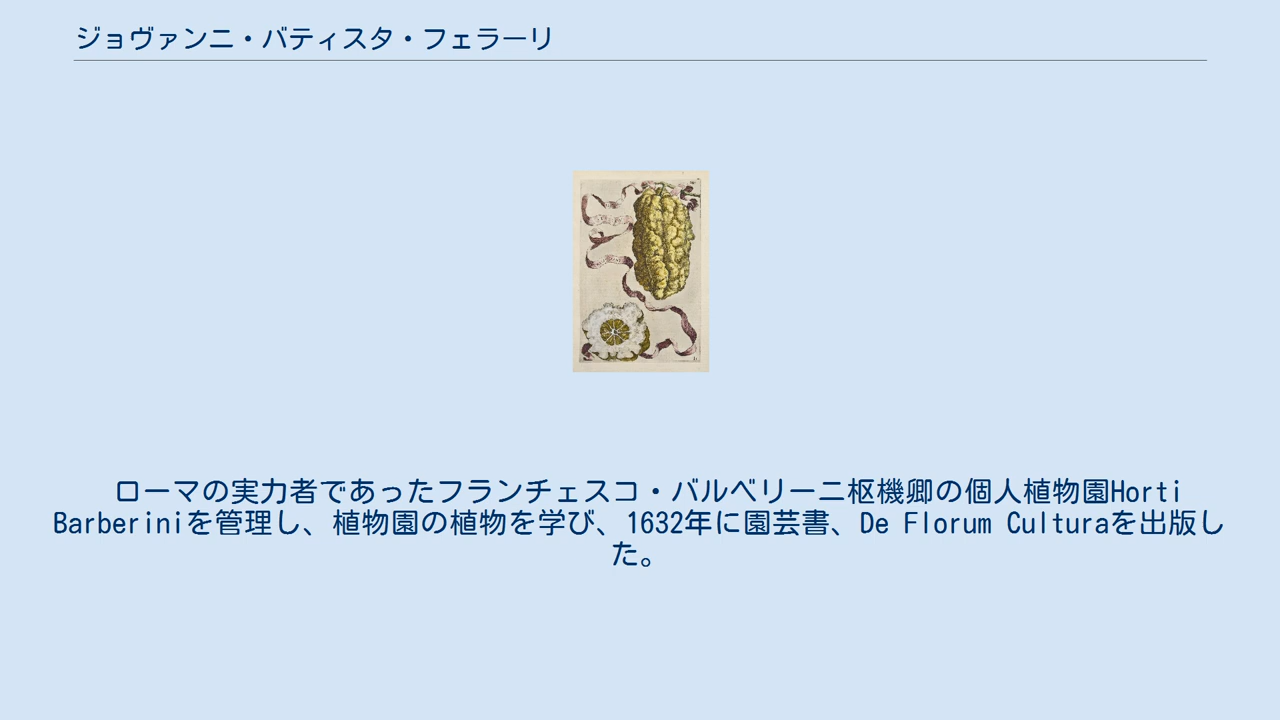 ジョヴァンニ・バティスタ・フェラーリ
ローマの実力者であったフランチェスコ・バルベリーニ枢機卿の個人植物園Horti
Barberiniを管理し、植物園の植物を学び、1632年に園芸書、De Florum Culturaを出版し
た。